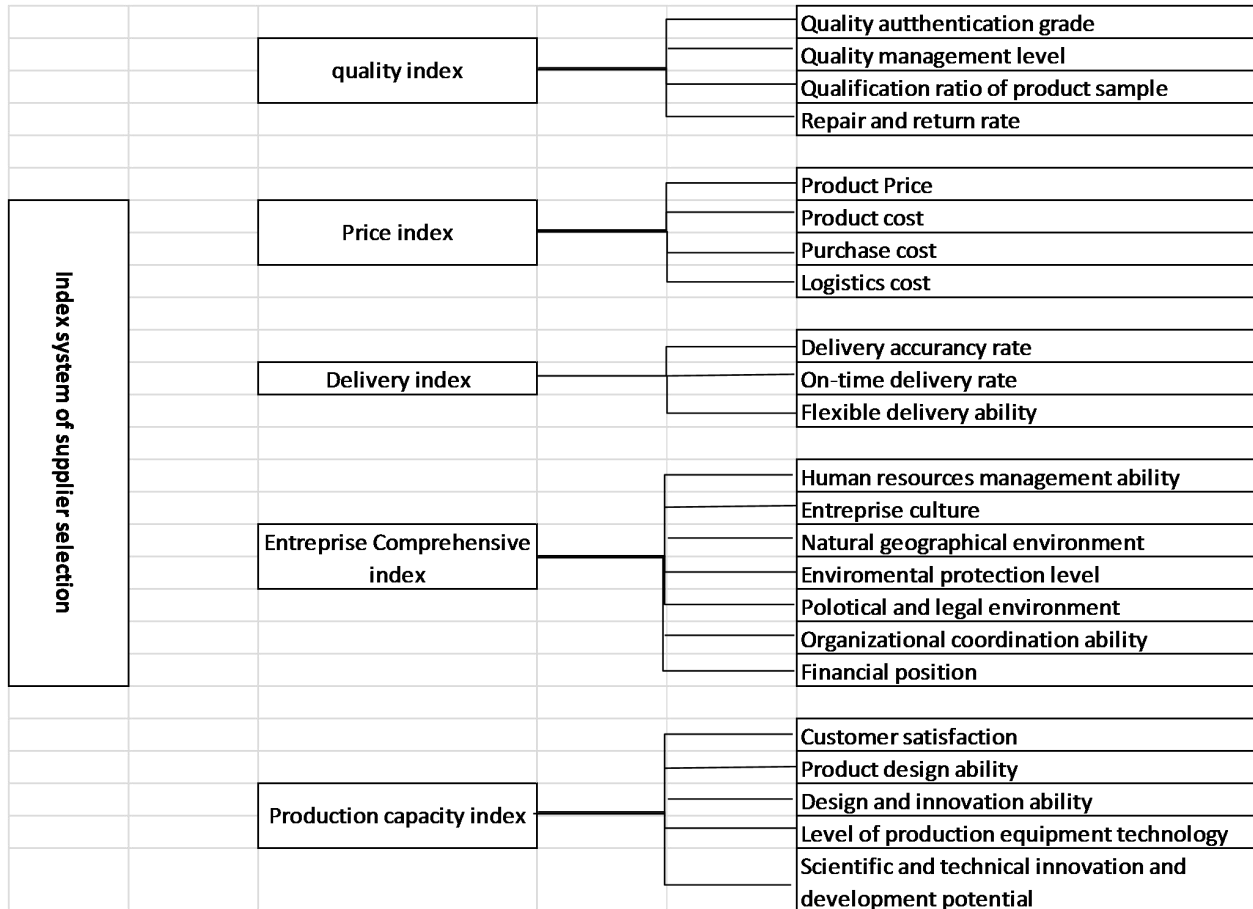 Index system of supplier selection
quality index
Quality autthentication grade
Quality management level
Qualification ratio of product sample
Repair and return rate
Price index
Product Price
Product cost
Purchase cost
Logistics cost
Delivery index
Delivery accurancy rate
On-time delivery rate
Flexible delivery ability
Entreprise Comprehensive
index
Human resources management ability
Entreprise culture
Natural geographical environment
Enviromental protection level
Polotical and legal environment
Organizational coordination ability
Financial position
Production capacity index
Customer satisfaction
Product design ability
Design and innovation ability
Level of production equipment technology
Scientific and technical innovation and
development potential